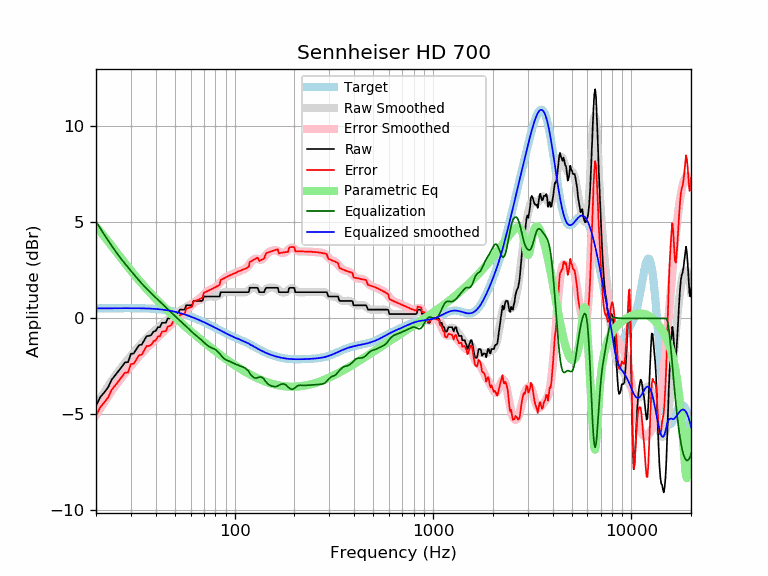 Sennheiser HD 700
Target
Raw Smoothed
Error Smoothed
Raw
Error
Parametric Eq
Equalization
Equalized smoothed
10
5
0
−5
−10
Amplitude (dBr)
100
1000
10000
Frequency (Hz)